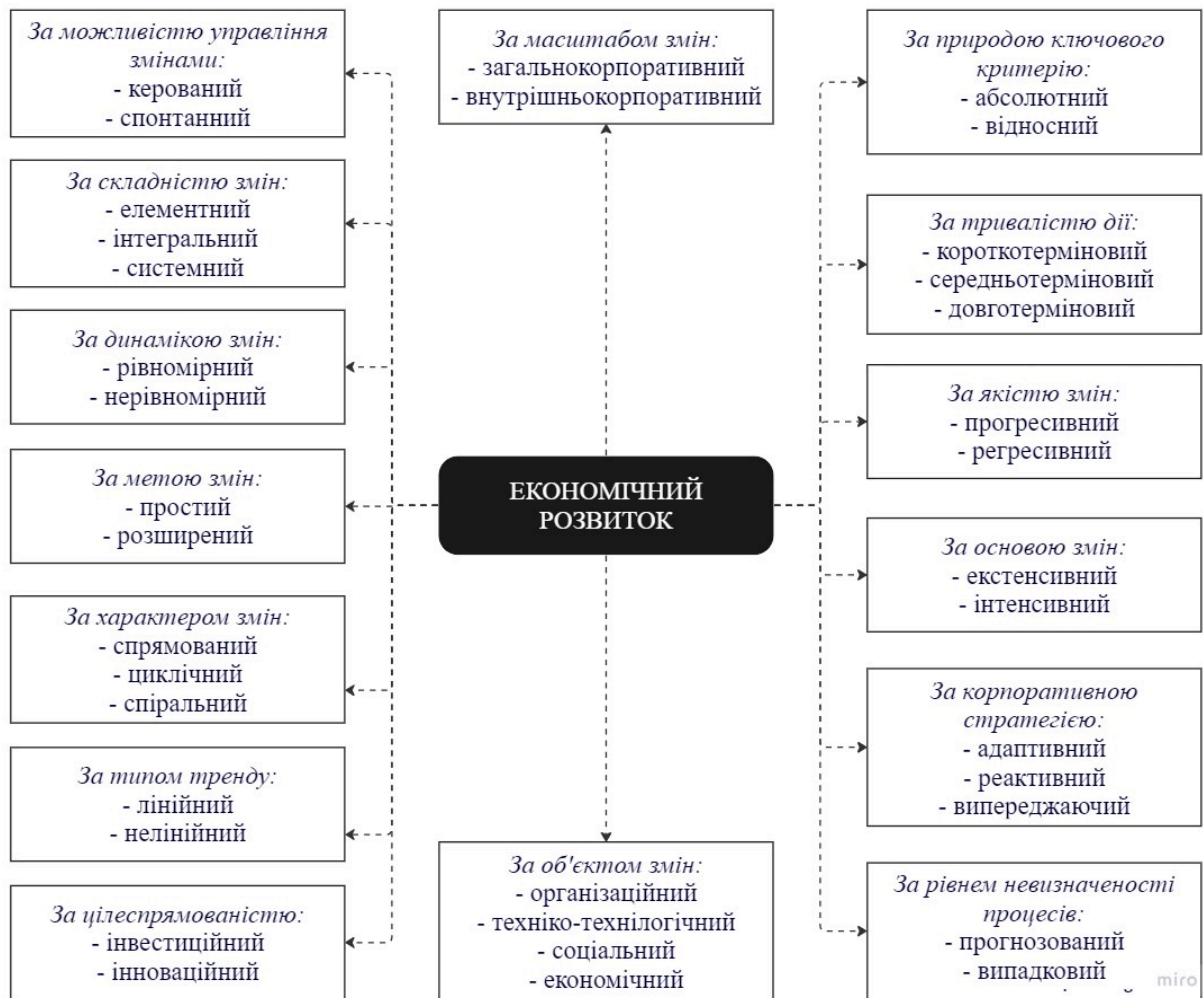 За можливістю управління
змінами:
- керований
- спонтанний
За складністю змін:
- елементний
- інтегральний
- системний
За динамікою змін:
- рівномірний
- нерівномірний
За метою змін:
- простий
- розширений
За характером змін:
- спрямований
- циклічний
- спіральний
За типом тренду:
- лінійний
- нелінійний
За цілеспрямованістю:
- інвестиційний
- інноваційний
За масштабом змін:
- загальнокорпоративний
- внутрішньокорпоративний
ЕКОНОМІЧНИЙ
РОЗВИТОК
За об'єктом змін:
- організаційний
- техніко-технілогічний
- соціальний
- економічний
За природою ключового
критерію:
- абсолютний
- відносний
За тривалістю дії:
- короткотерміновий
- середньотерміновий
- довготерміновий
За якістю змін:
- прогресивний
- регресивний
За основою змін:
- екстенсивний
- інтенсивний
За корпоративною
стратегією:
- адаптивний
- реактивний
- випереджаючий
За рівнем невизначеності
процесів:
- прогнозований
- випадковий
miro